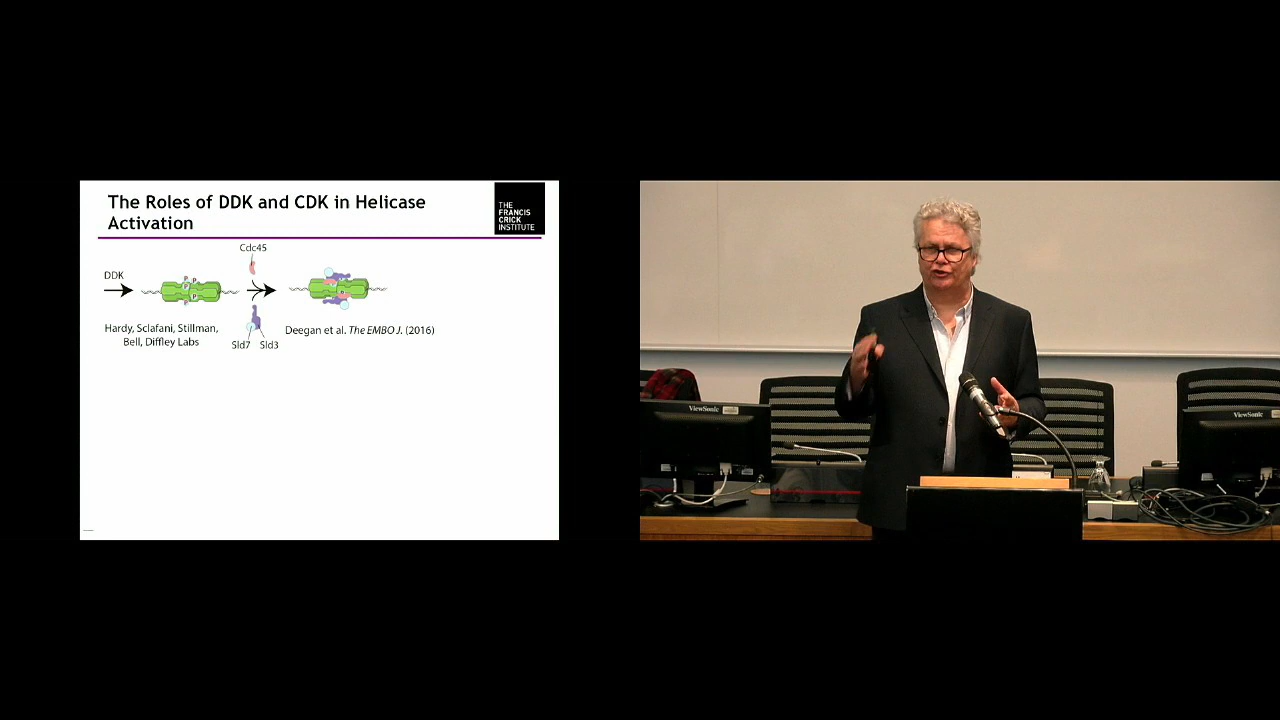 The Roles of DDK and CDK in Helicase
Activation
THE
FRANCIS
CRICK
INSTITUTE
Cdc45
DDK
P P
P P
P
Hardy, Sclafani, Stillman,
Bell, Diffley Labs
Sld7 Sld3
Deegan et al. The EMBO J. (2016)
ViewSonic
ViewSonic